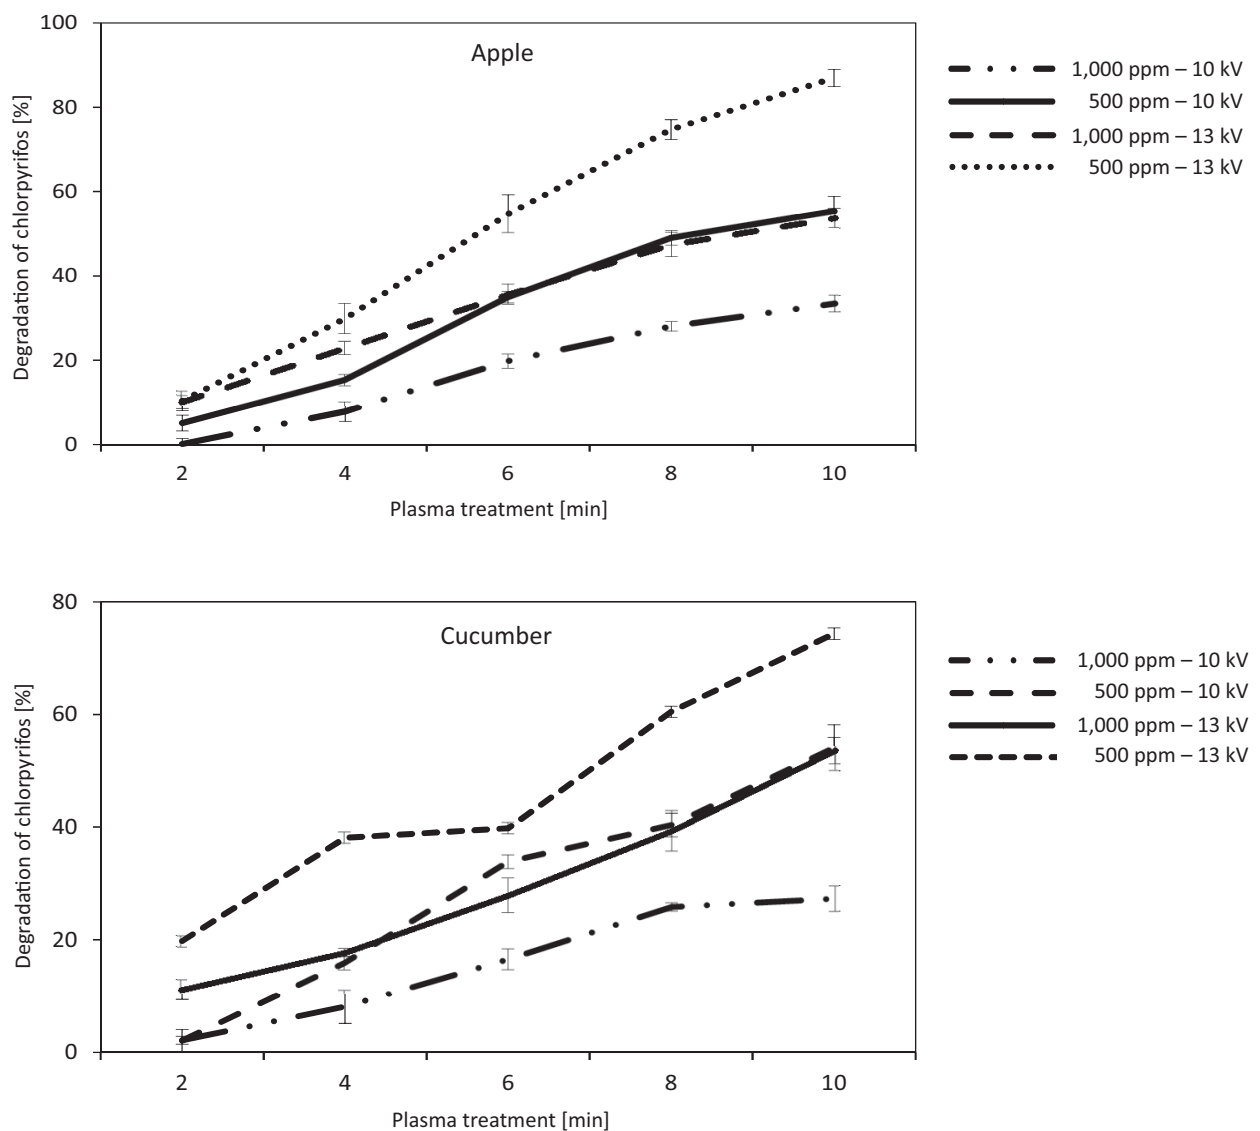 Apple
Degradation of chlorpyrifos [%]
100
80
60
40
20
0
2 4 6 8 10
Plasma treatment [min]
1,000 ppm – 10 kV
500 ppm – 10 kV
1,000 ppm – 13 kV
500 ppm – 13 kV
Cucumber
Degradation of chlorpyrifos [%]
80
60
40
20
0
2 4 6 8 10
Plasma treatment [min]
1,000 ppm – 10 kV
500 ppm – 10 kV
1,000 ppm – 13 kV
500 ppm – 13 kV